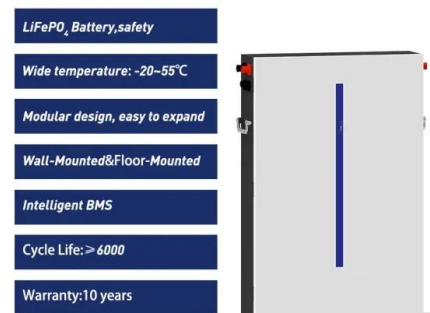 LiFePO4 Battery,safety
Wide temperature: -20~55℃
Modular design, easy to expand
Wall-Mounted&Floor-Mounted
Intelligent BMS
Cycle Life:≥6000
Warranty:10 years